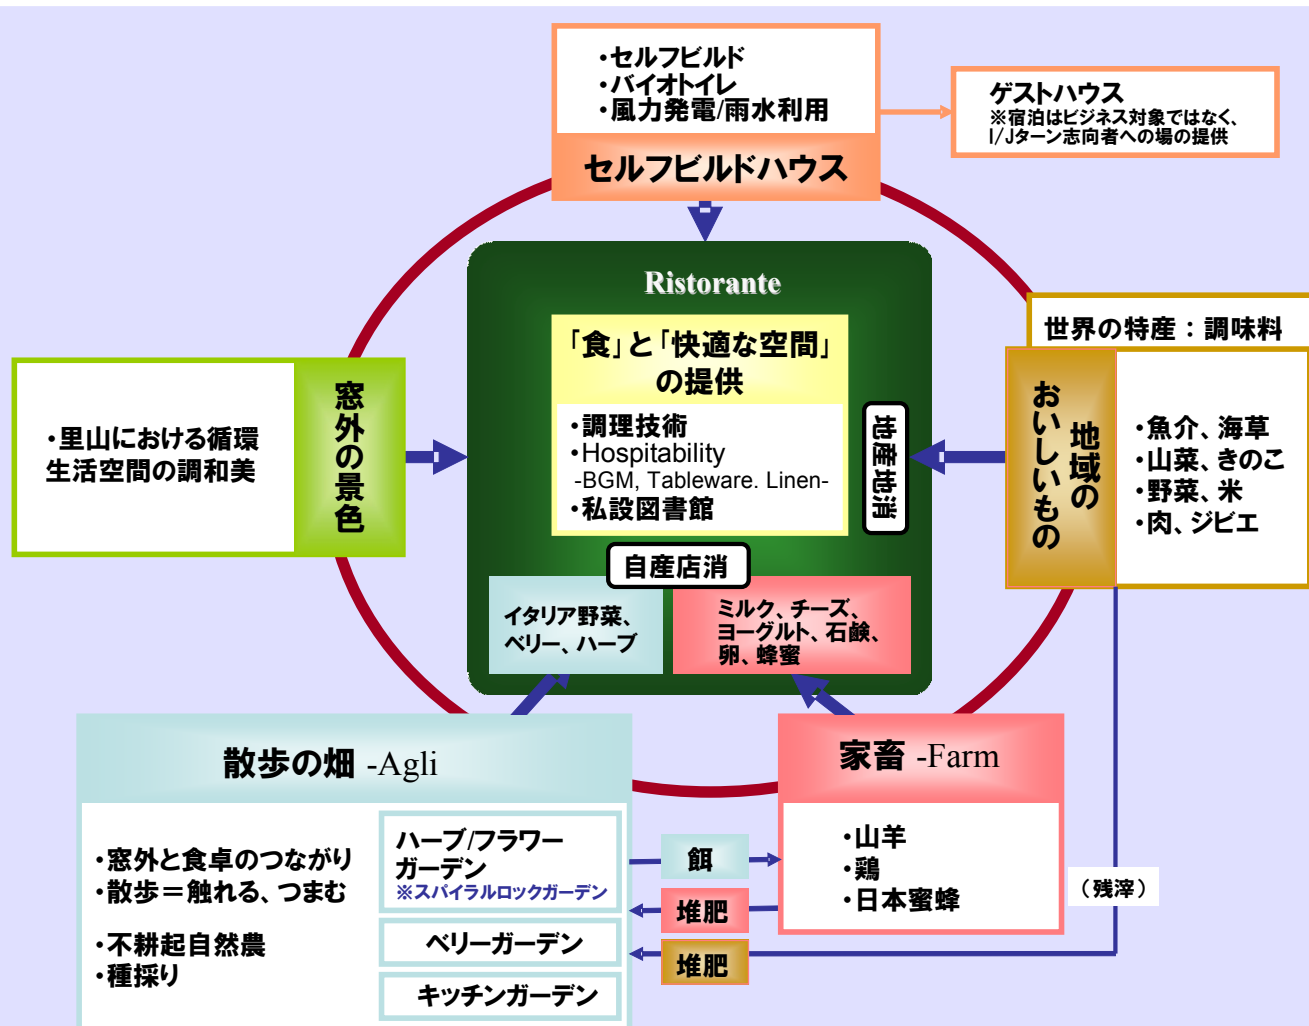 ・セルフビルド
・バイオトイレ
・風力発電/雨水利用
セルフビルドハウス
ゲストハウス
※宿泊はビジネス対象ではなく、
I/Jターン志向者への場の提供
Ristorante
「食」と「快適な空間」
の提供
・調理技術
・Hospitability
-BGM, Tableware. Linen-
・私設図書館
地産地消
自産店消
イタリア野菜、
ベリー、ハーブ
ミルク、チーズ、
ヨーグルト、石鹸、
卵、蜂蜜
・里山における循環
生活空間の調和美
窓外の景色
世界の特産：調味料
地域の
おいしいもの
・魚介、海草
・山菜、きのこ
・野菜、米
・肉、ジビエ
散歩の畑 -Agli
・窓外と食卓のつながり
・散歩＝触れる、つまむ
・不耕起自然農
・種採り
ハーブ/フラワー
ガーデン
※スパイラルロックガーデン
ベリーガーデン
キッチンガーデン
餌
堆肥
堆肥
家畜 -Farm
・山羊
・鶏
・日本蜜蜂
（残滓）